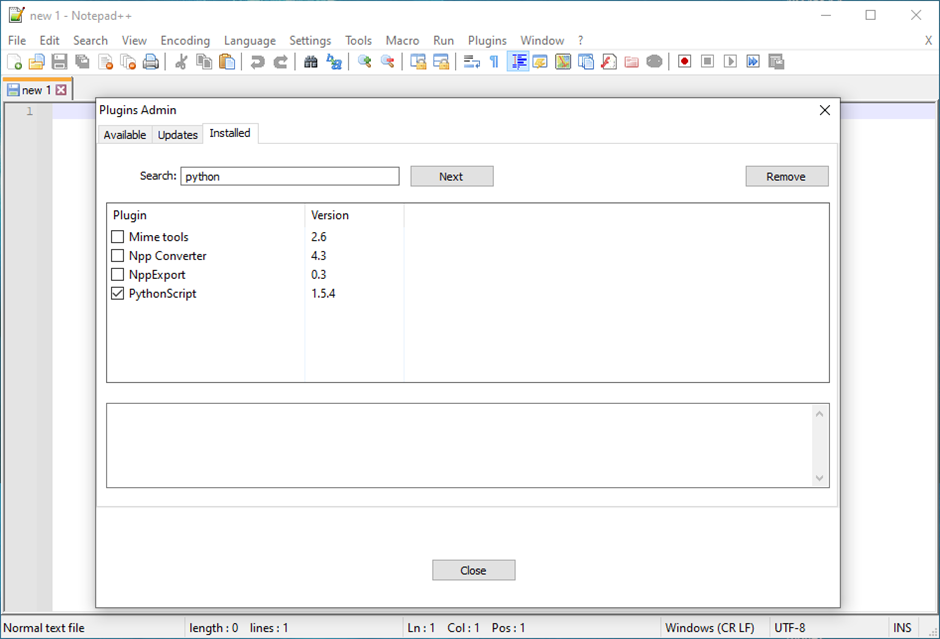 new 1 - Notepad++
File Edit Search View Encoding Language Settings Tools Macro Run Plugins Window ? X
new 1
1
Plugins Admin
Available Updates Installed
Search: python Next Remove
Plugin Version
Mime tools 2.6
Npp Converter 4.3
NppExport 0.3
PythonScript 1.5.4
Close
Normal text file length : 0 lines : 1 Ln : 1 Col : 1 Pos : 1 Windows (CR LF) UTF-8 INS